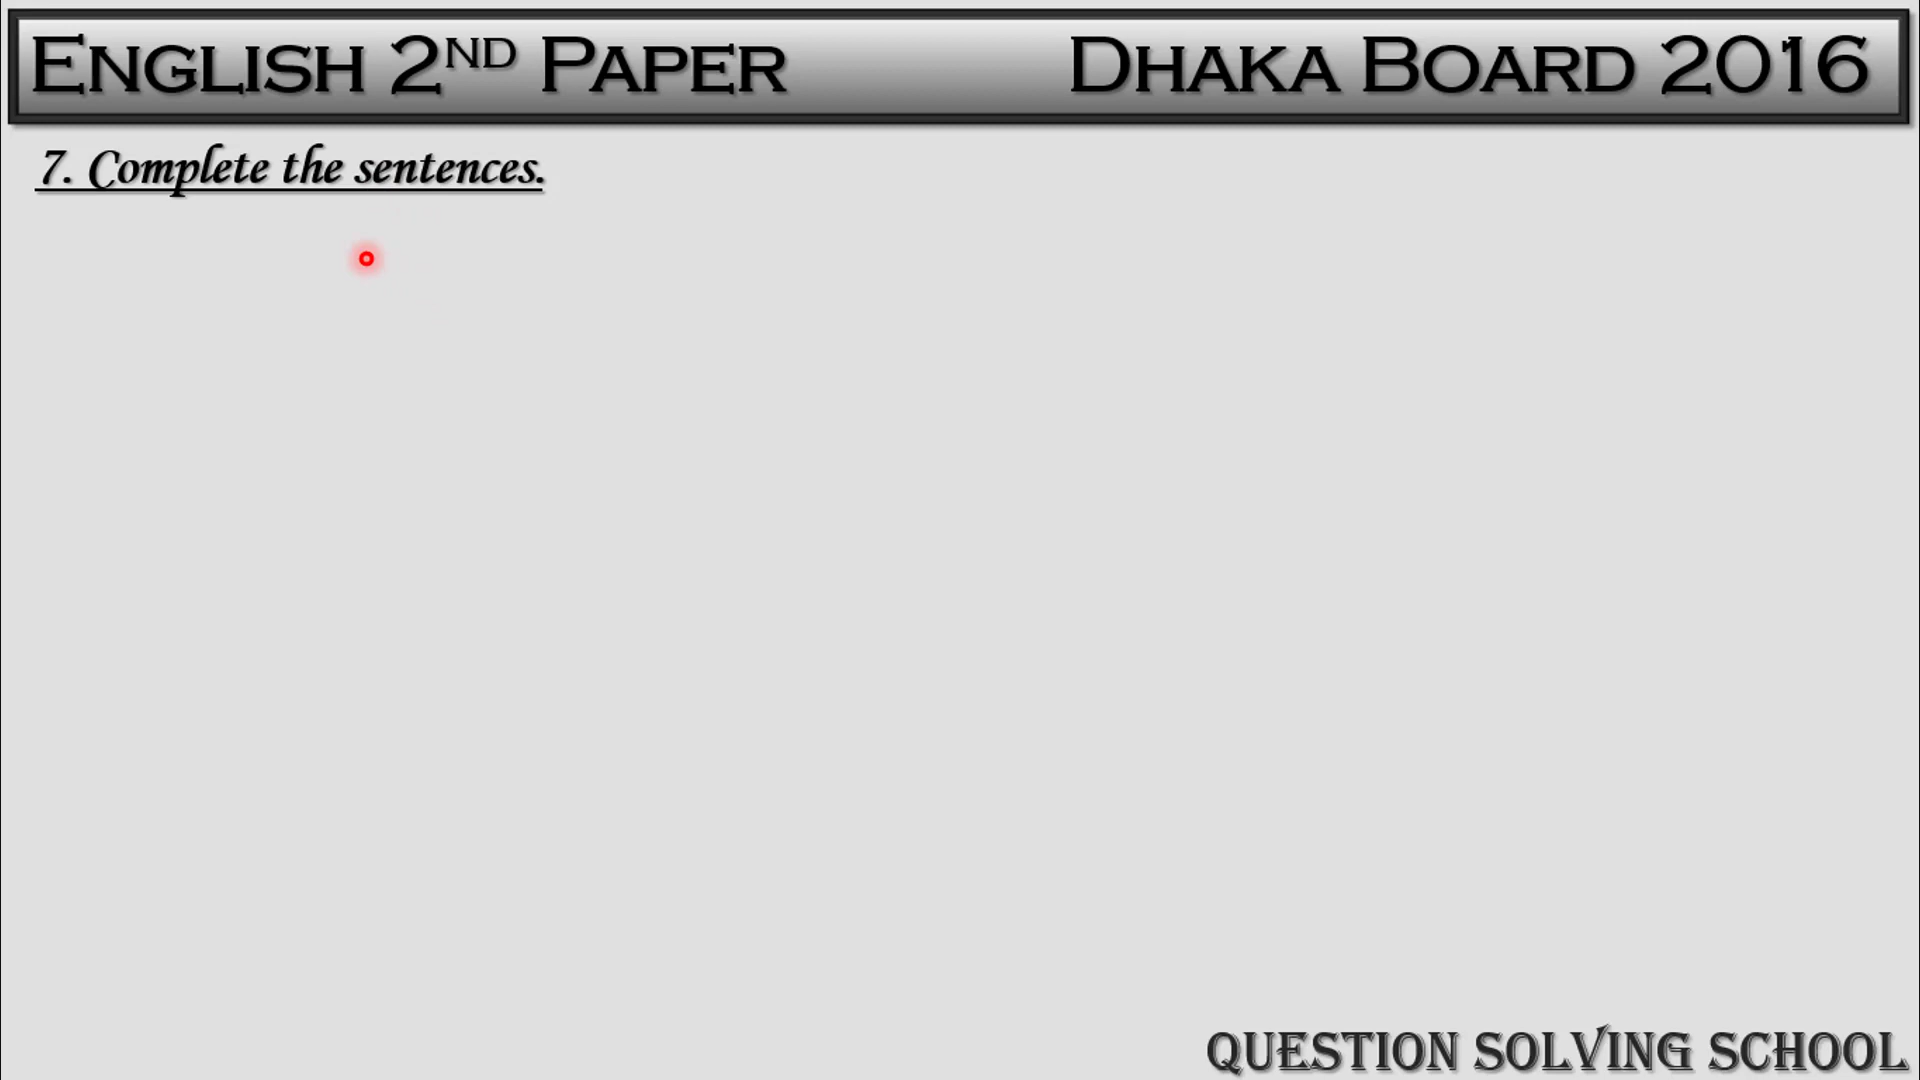 English 2nd Paper Dhaka Board 2016
7. Complete the sentences.
Question Solving School